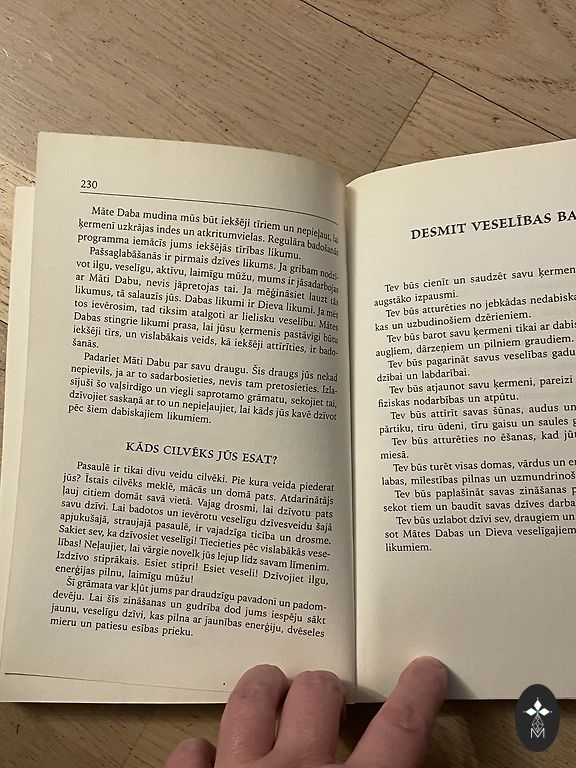 230
Māte Daba mudina mūs būt iekšēji tīriem un nepieļaut, lai
ķermenī uzkrājas indes un atkritumvielas. Regulāra badošanās
programma iemācīs jums iekšējās tīrības likumu.
Pašsaglabāšanās ir pirmais dzīves likums. Ja gribam nodzī-
vot ilgu, veselīgu, aktīvu, laimīgu mūžu, mums ir jāsadarbojas
ar Māti Dabu, nevis jāpretojas tai. Ja mēģināsiet lauzt tās
likumus, tā salauzīs jūs. Dabas likumi ir Dieva likumi. Ja mēs
tos ievērosim, tad tiksim atalgoti ar lielisku veselību. Mātes
Dabas stingrie likumi prasa, lai jūsu ķermenis pastāvīgi būtu
iekšēji tīrs, un vislabākais veids, kā iekšēji attīrīties, ir bado-
šanās.
Padariet Māti Dabu par savu draugu. Šis draugs jūs nekad
nepievils, ja ar to sadarbosieties, nevis tam pretosieties. Izla-
sījuši šo vaļsirdīgo un viegli saprotamo grāmatu, sekojiet tai,
dzīvojiet saskaņā ar to un nepieļaujiet, lai kāds jūs kavē dzīvot
pēc šiem dabiskajiem likumiem.
KĀDS CILVĒKS JŪS ESAT?
Pasaulē ir tikai divu veidu cilvēki. Pie kura veida piederat
jūs? Īstais cilvēks meklē, mācās un domā pats. Atdarinātājs
ļauj citiem domāt savā vietā. Vajag drosmi, lai dzīvotu pats
savu dzīvi. Lai badotos un ievērotu veselīgu dzīvesveidu šajā
apjukušajā, straujajā pasaulē, ir vajadzīga ticība un drosme.
Sakiet sev, ka dzīvosiet veselīgi! Tiecieties pēc vislabākās vese-
lības! Neļaujiet, lai vārgie novelk jūs lejup līdz savam līmenim.
Izdzīvo stiprākais. Esiet stipri! Esiet veseli! Dzīvojiet ilgu,
enerģijas pilnu, laimīgu mūžu!
Šī grāmata var kļūt jums par draudzīgu pavadoni un padom-
devēju. Lai šīs zināšanas un gudrība dod jums iespēju sākt
jaunu, veselīgu dzīvi, kas pilna ar jaunības enerģiju, dvēseles
mieru un patiesu esības prieku.
DESMIT VESELĪBAS BA
Tev būs cienīt un saudzēt savu ķermen
augstāko izpausmi.
Tev būs atturēties no jebkādas nedabiska
kas un uzbudinošiem dzērieniem.
Tev būs barot savu ķermeni tikai ar dabis
augļiem, dārzeņiem un pilniem graudiem.
Tev būs pagarināt savus veselības gadu
dzībai un labdarībai.
Tev būs atjaunot savu ķermeni, pareizi
fiziskas nodarbības un atpūtu.
Tev būs attīrīt savas šūnas, audus un
pārtiku, tīru ūdeni, tīru gaisu un saules g
Tev būs atturēties no ēšanas, kad jū
miesā.
Tev būs turēt visas domas, vārdus un e
labas, mīlestības pilnas un uzmundrinoš
Tev būs paplašināt savas zināšanas p
sekot tiem un baudīt savas dzīves darba
Tev būs uzlabot dzīvi sev, draugiem un
sot Mātes Dabas un Dieva veselīgajiem
likumiem.